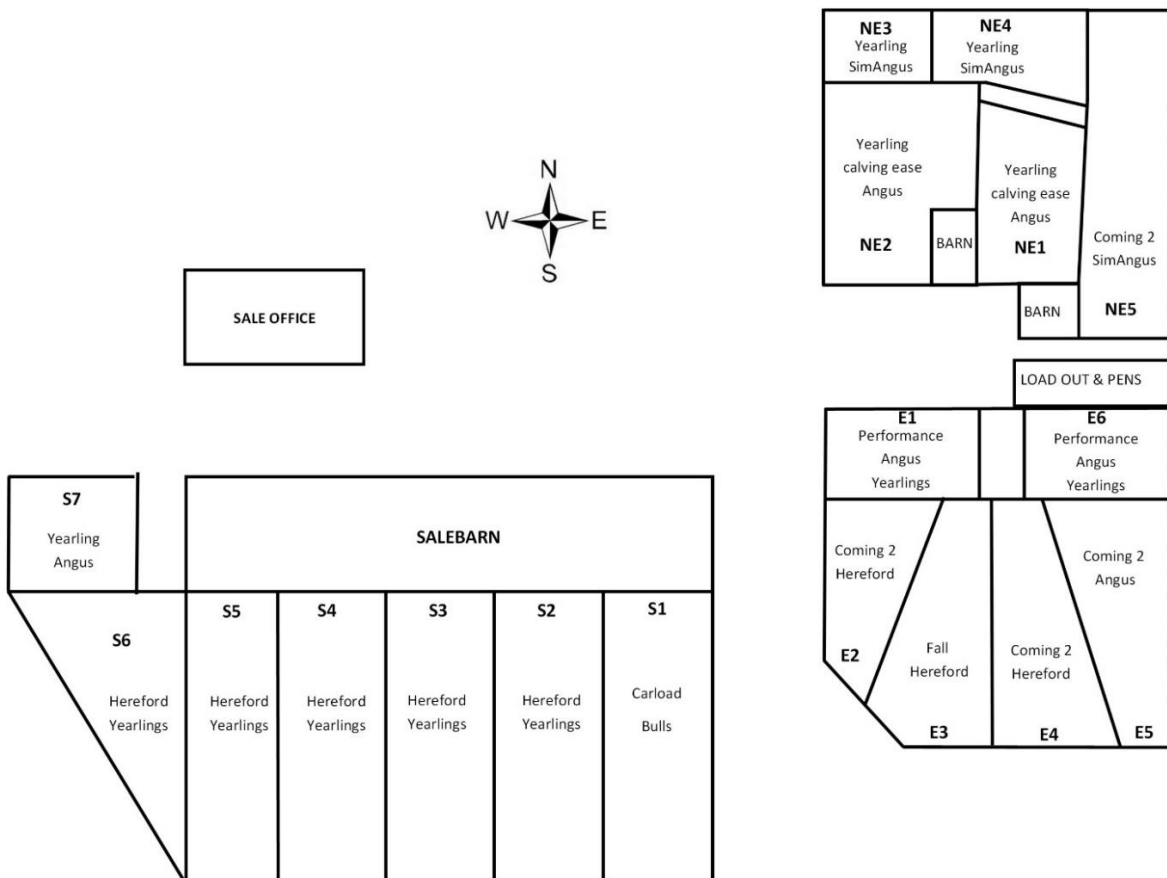 NE3
Yearling
SimAngus
NE4
Yearling
SimAngus
Yearling
calving ease
Angus
NE2
BARN
Yearling
calving ease
Angus
NE1
Coming 2
SimAngus
NE5
BARN
N
W
E
S
SALE OFFICE
LOAD OUT & PENS
E1
Performance
Angus
Yearlings
E6
Performance
Angus
Yearlings
S7
Yearling
Angus
SALEBARN
Coming 2
Hereford
E2
Fall
Hereford
E3
Coming 2
Hereford
E4
Coming 2
Angus
E5
S6
Hereford
Yearlings
S5
Hereford
Yearlings
S4
Hereford
Yearlings
S3
Hereford
Yearlings
S2
Hereford
Yearlings
S1
Carload
Bulls